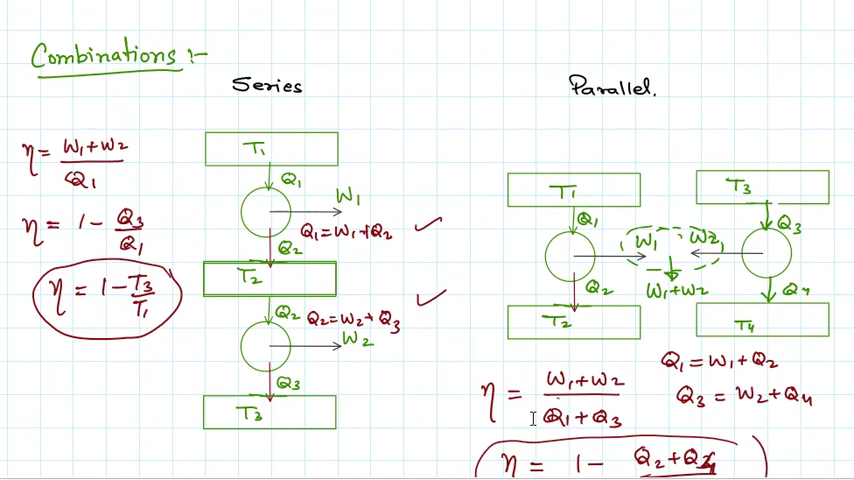 Combinations :-
Series
Parallel.
η = W₁+W₂ / Q₁
η = 1 - Q₃/Q₁
η = 1 - T₃/T₁
T₁
Q₁
W₁
Q₁=W₁+Q₂
Q₂
T₂
Q₂
Q₂=W₂+Q₃
W₂
Q₃
T₃
T₁
T₃
Q₁
Q₃
W₁
W₂
W₁+W₂
Q₂
Q₄
T₂
T₄
Q₁=W₁+Q₂
Q₃ = W₂+Q₄
η = W₁+W₂ / Q₁+Q₃
η = 1 - Q₂+Q₄